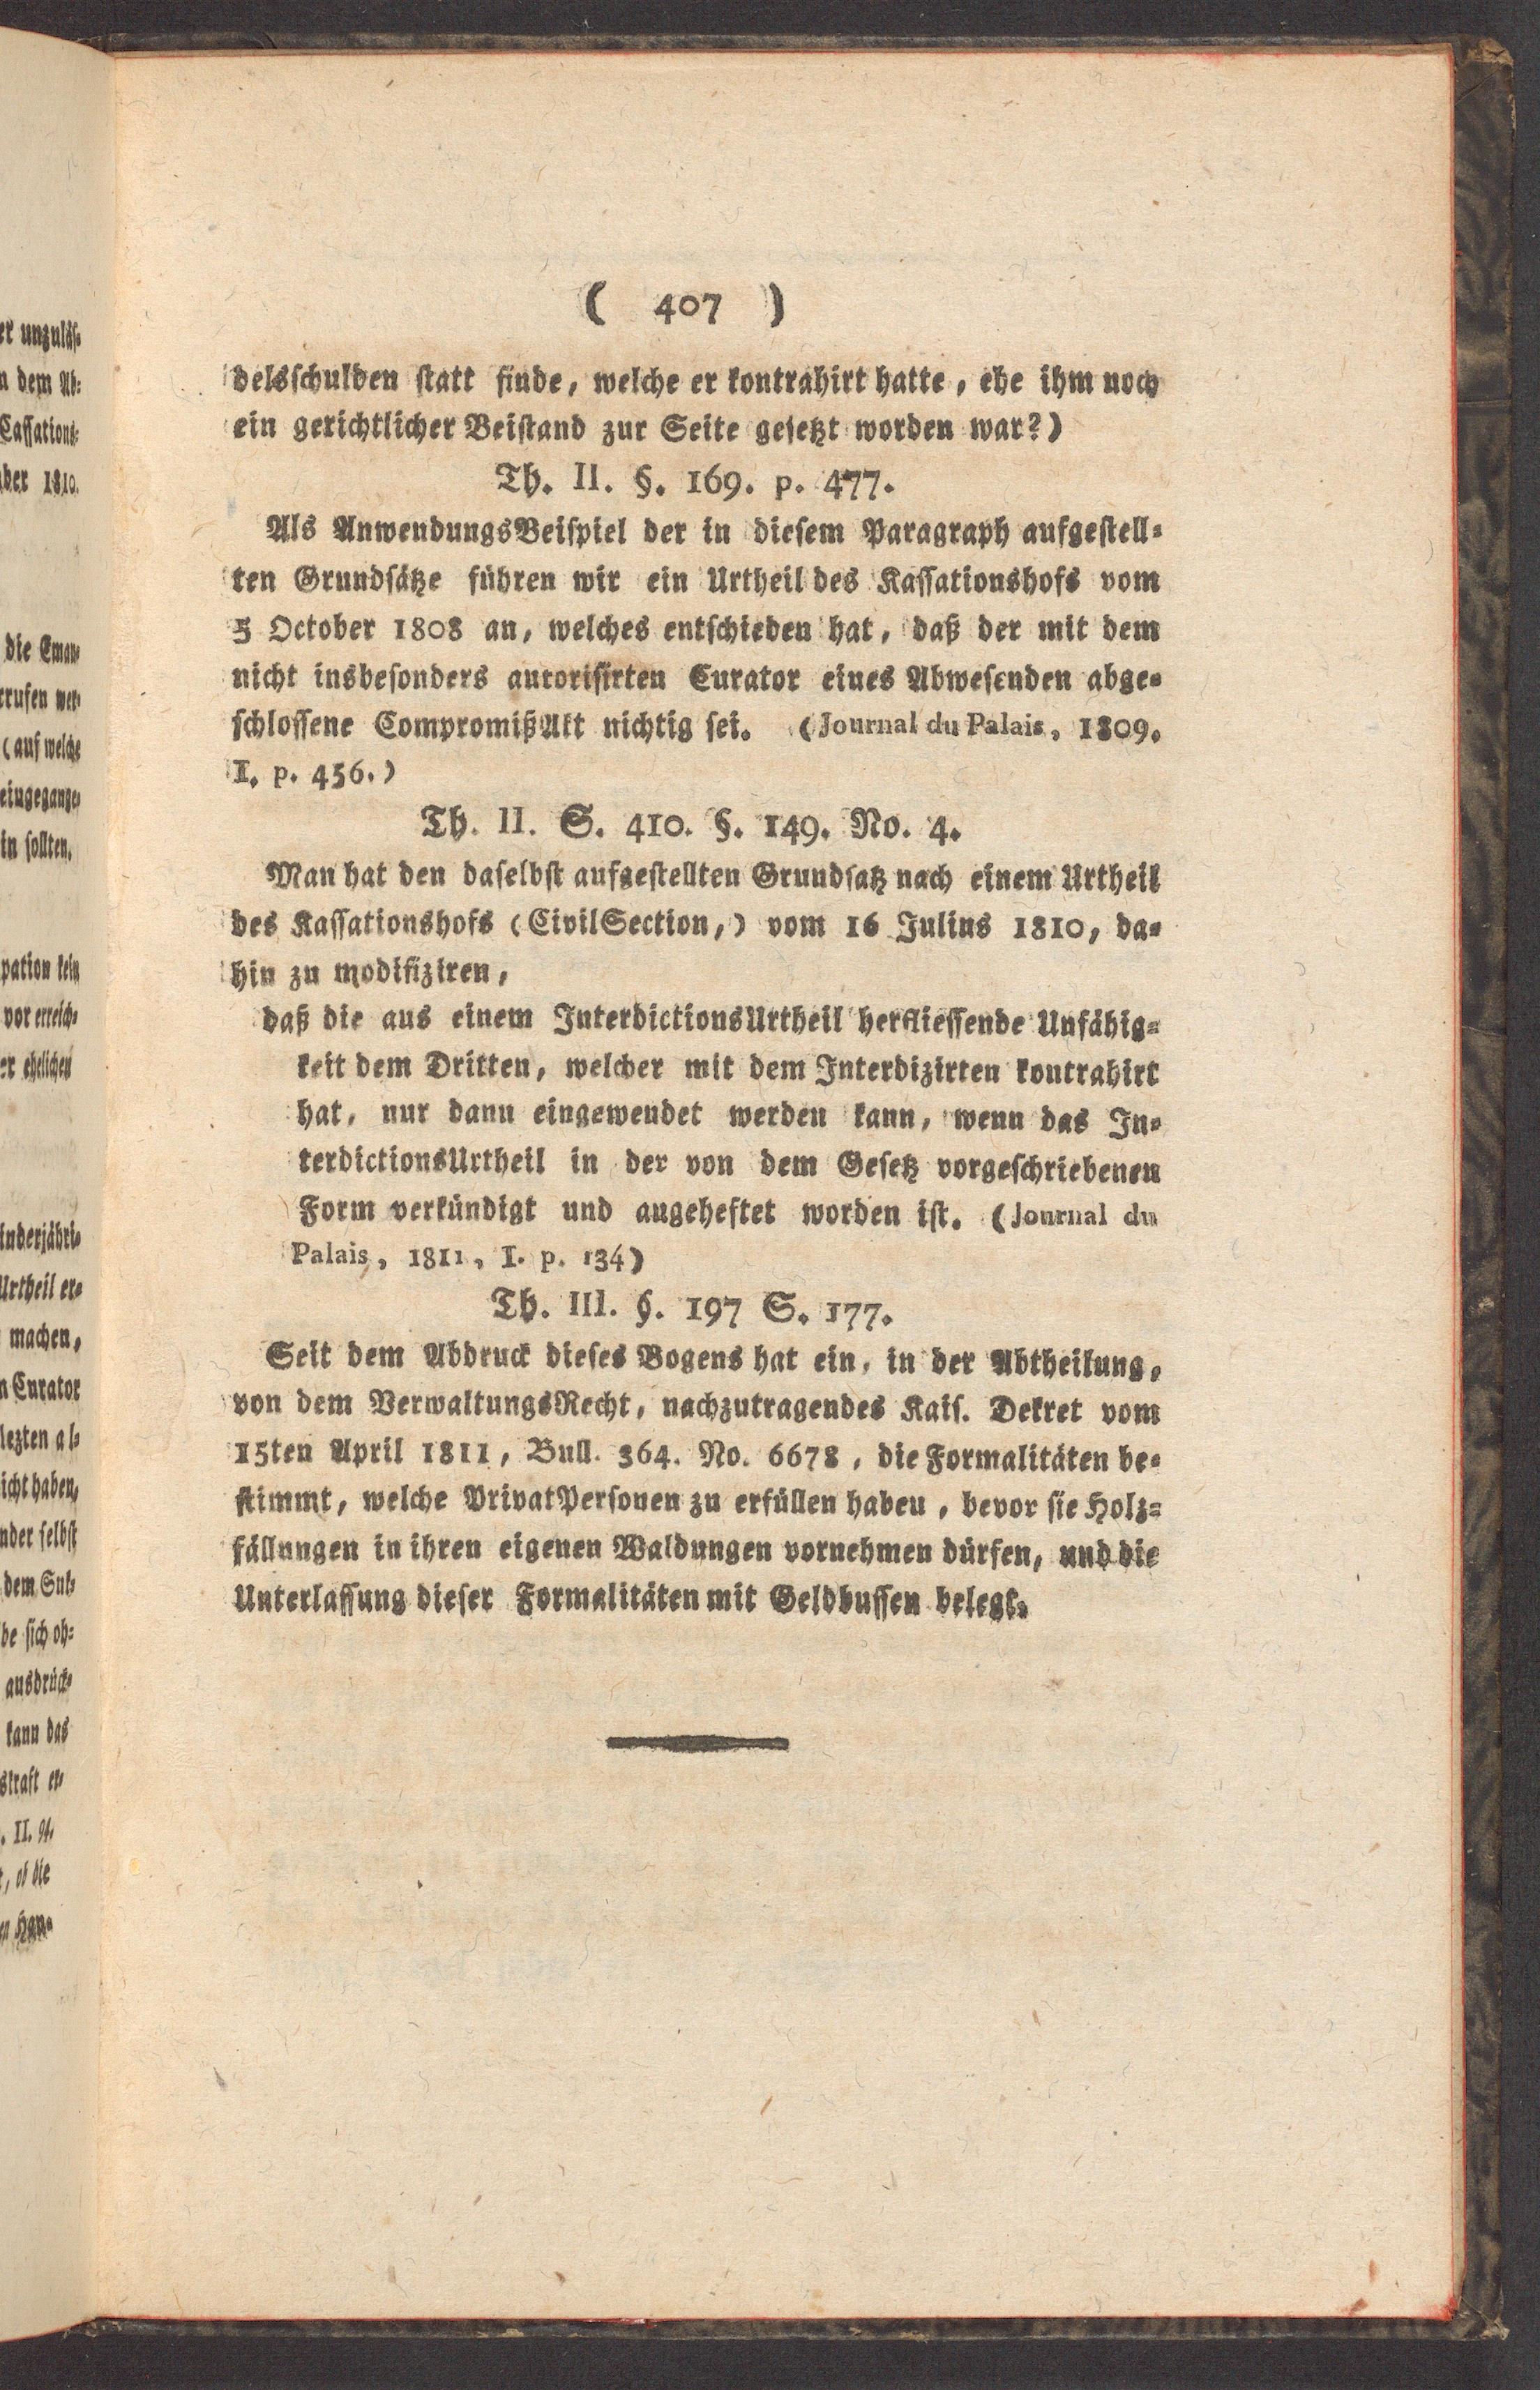 ( 407 )
delsschulden statt finde, welche er kontrahirt hatte, ehe ihm noch
ein gerichtlicher Beistand zur Seite gesetzt worden war?)
Th. II. §. 169. p. 477.
Als AnwendungsBeispiel der in diesem Paragraph aufgestell-
ten Grundsätze führen wir ein Urtheil des Kassationshofs vom
5 October 1808 an, welches entschieden hat, daß der mit dem
nicht insbesonders autorisirten Curator eines Abwesenden abge-
schlossene CompromißAkt nichtig sei. (Journal du Palais, 1809.
I. p. 456.)
Th. II. S. 410. §. 149. No. 4.
Man hat den daselbst aufgestellten Grundsatz nach einem Urtheil
des Kassationshofs (CivilSection,) vom 16 Julius 1810, da-
hin zu modifiziren,
daß die aus einem InterdictionsUrtheil herfliessende Unfähig-
keit dem Dritten, welcher mit dem Interdizirten kontrahirt
hat, nur dann eingewendet werden kann, wenn das In-
terdictionsUrtheil in der von dem Gesetz vorgeschriebenen
Form verkündigt und angeheftet worden ist. (Journal du
Palais, 1811, I. p. 134)
Th. III. §. 197 S. 177.
Seit dem Abdruck dieses Bogens hat ein, in der Abtheilung,
von dem VerwaltungsRecht, nachzutragendes Kais. Dekret vom
15ten April 1811, Bull. 364. No. 6678, die Formalitäten be-
stimmt, welche PrivatPersonen zu erfüllen haben, bevor sie Holz-
fällungen in ihren eigenen Waldungen vornehmen dürfen, und die
Unterlassung dieser Formalitäten mit Geldbussen belegt.